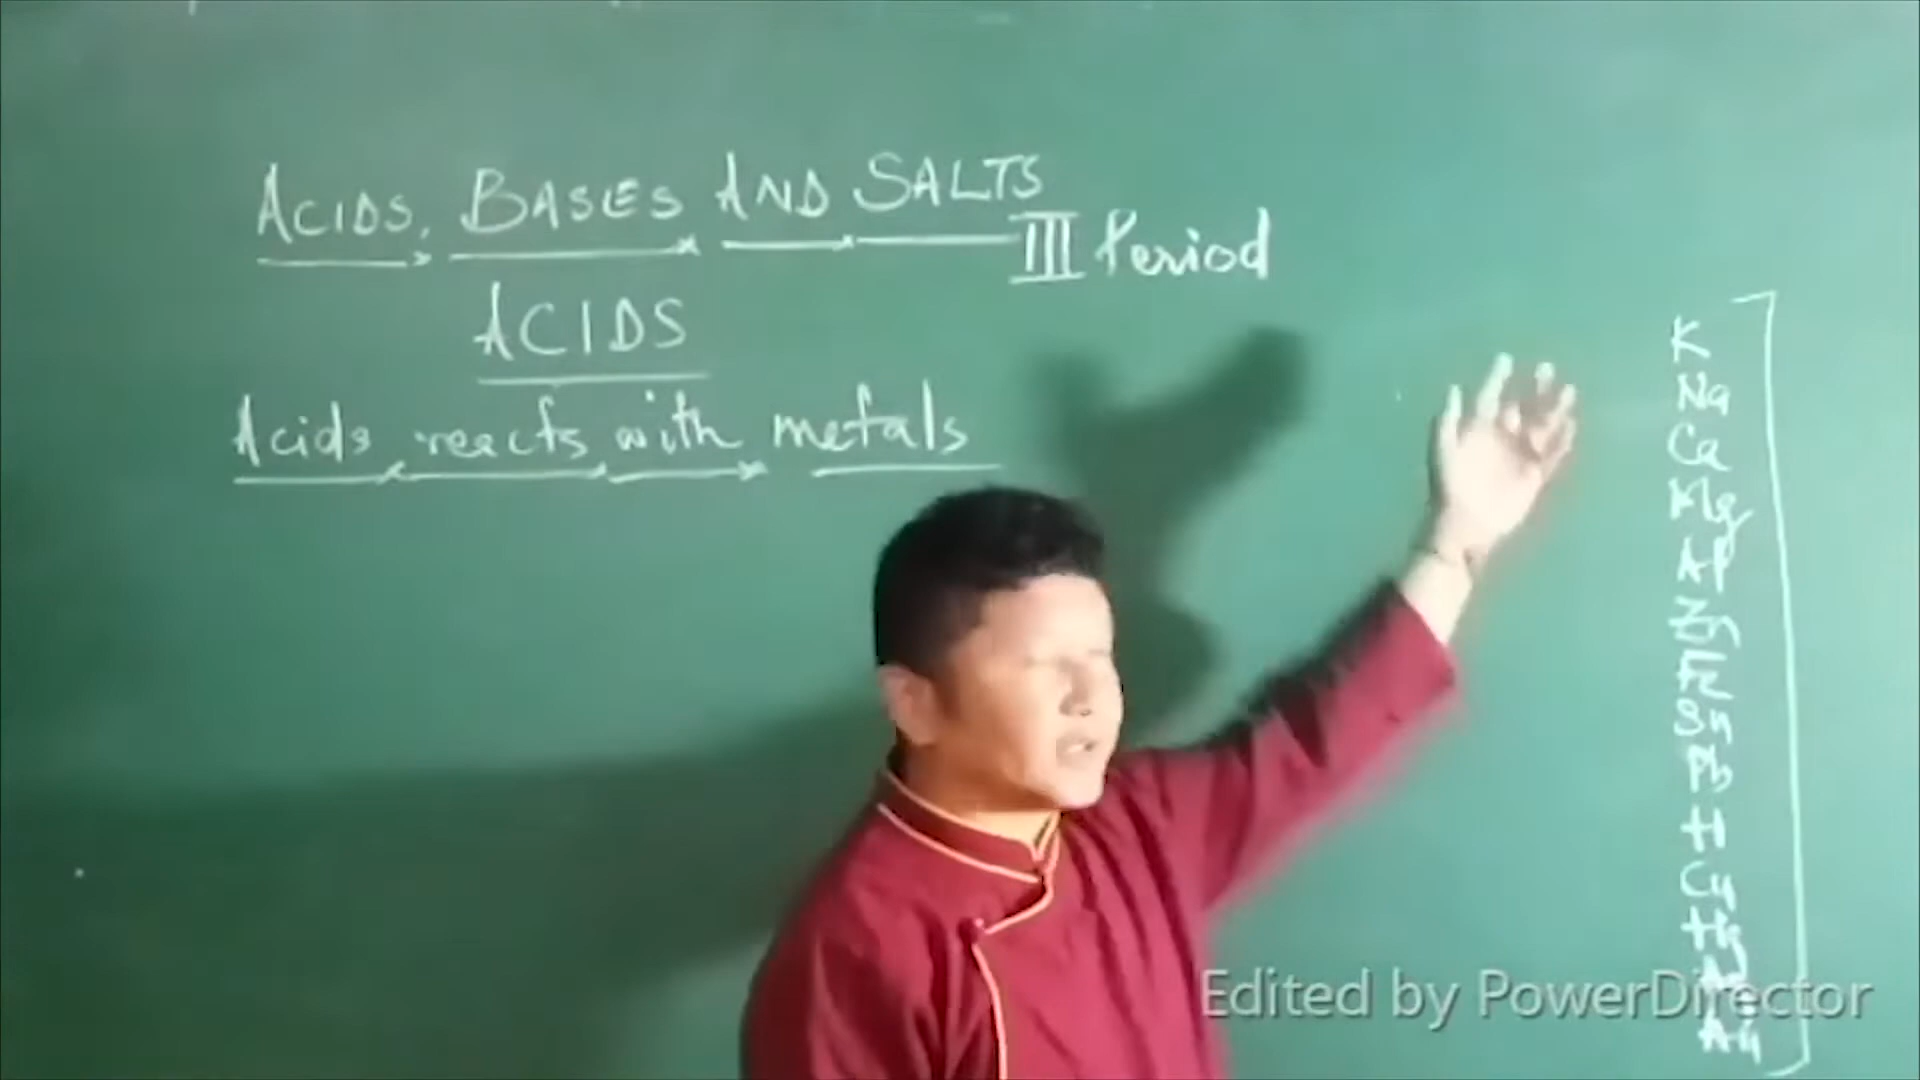 ACIDS, BASES AND SALTS
III Period
ACIDS
Acids reacts with metals
K
Na
Ca
Mg
Al
Zn
Fe
Sn
Pb
H
Cu
Hg
Au
Edited by PowerDirector